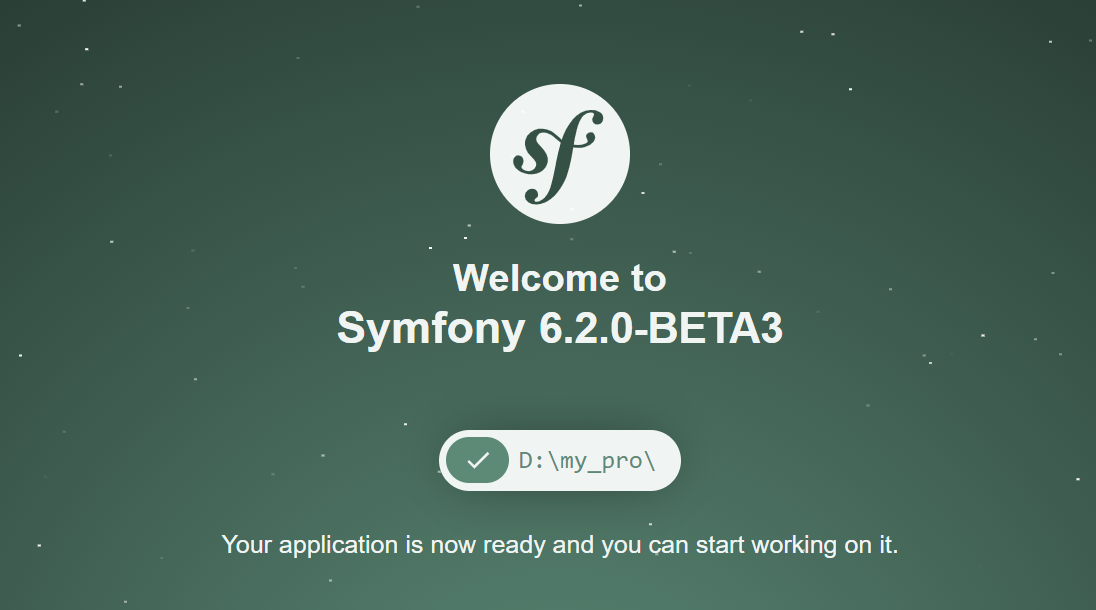 sf
Welcome to
Symfony 6.2.0-BETA3
D:\my_pro\
Your application is now ready and you can start working on it.